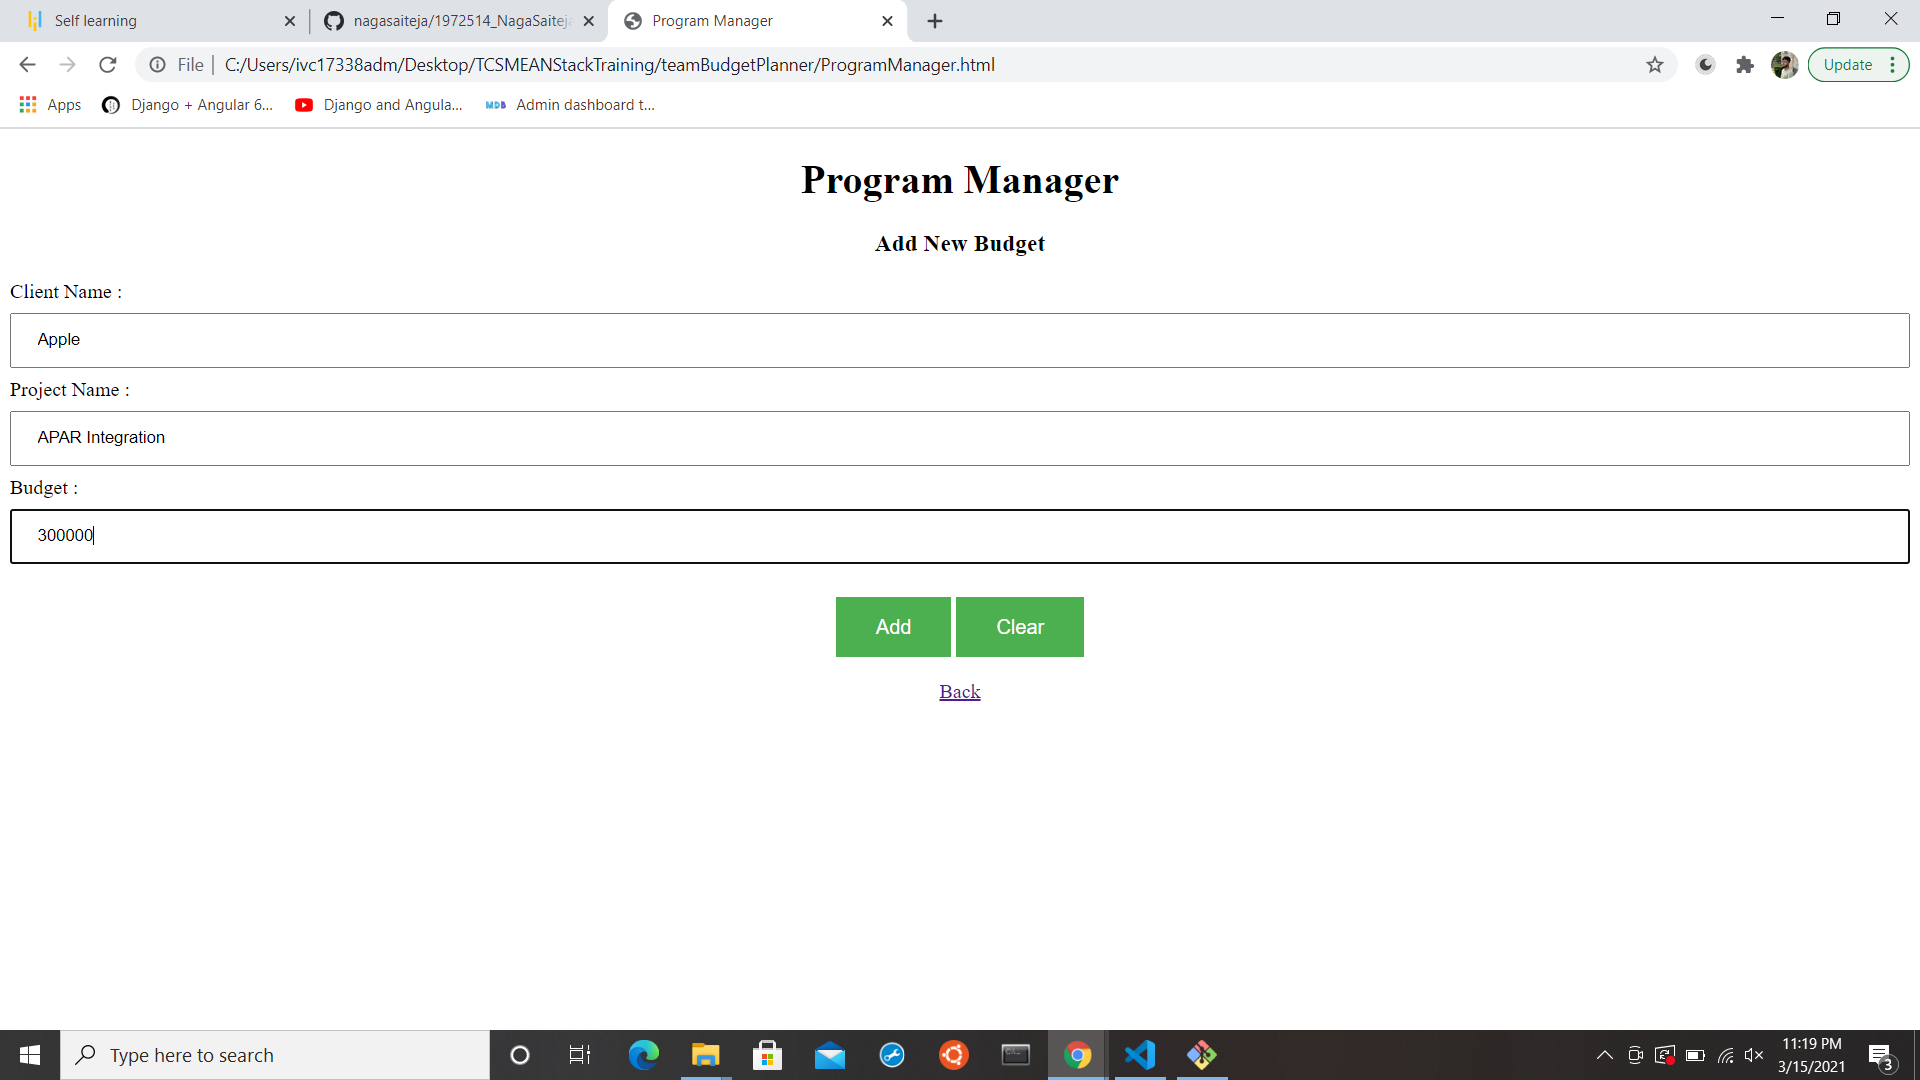 Self learning
nagasaiteja/1972514_NagaSaiteja
Program Manager
File
C:/Users/ivc17338adm/Desktop/TCSMEANStackTraining/teamBudgetPlanner/ProgramManager.html
Update
Apps
Django + Angular 6...
Django and Angula...
MDB
Admin dashboard t...
Program Manager
Add New Budget
Client Name :
Apple
Project Name :
APAR Integration
Budget :
300000
Add
Clear
Back
Type here to search
11:19 PM
3/15/2021
3